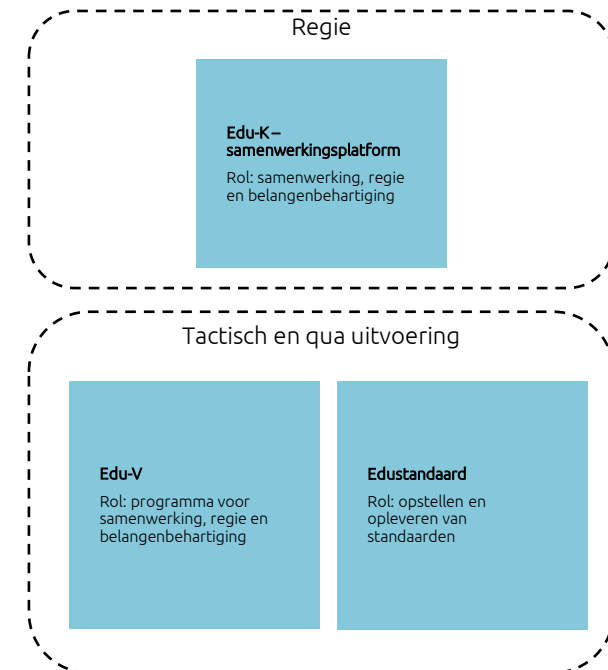 Regie
Edu-K –
samenwerkingsplatform
Rol: samenwerking, regie
en belangenbehartiging
Tactisch en qua uitvoering
Edu-V
Rol: programma voor
samenwerking, regie en
belangenbehartiging
Edustandaard
Rol: opstellen en
opleveren van
standaarden